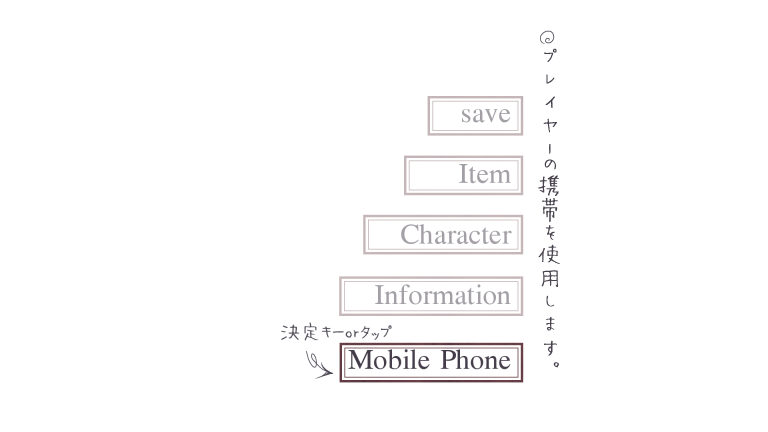 プレイヤーの携帯を使用します。
save
Item
Character
Information
決定キーorタップ
Mobile Phone